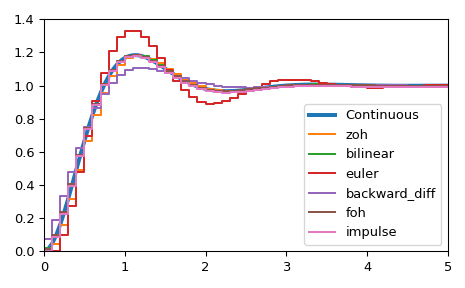 1.4
1.2
1.0
0.8
0.6
0.4
0.2
0.0
Continuous
zoh
bilinear
euler
backward_diff
foh
impulse
0 1 2 3 4 5